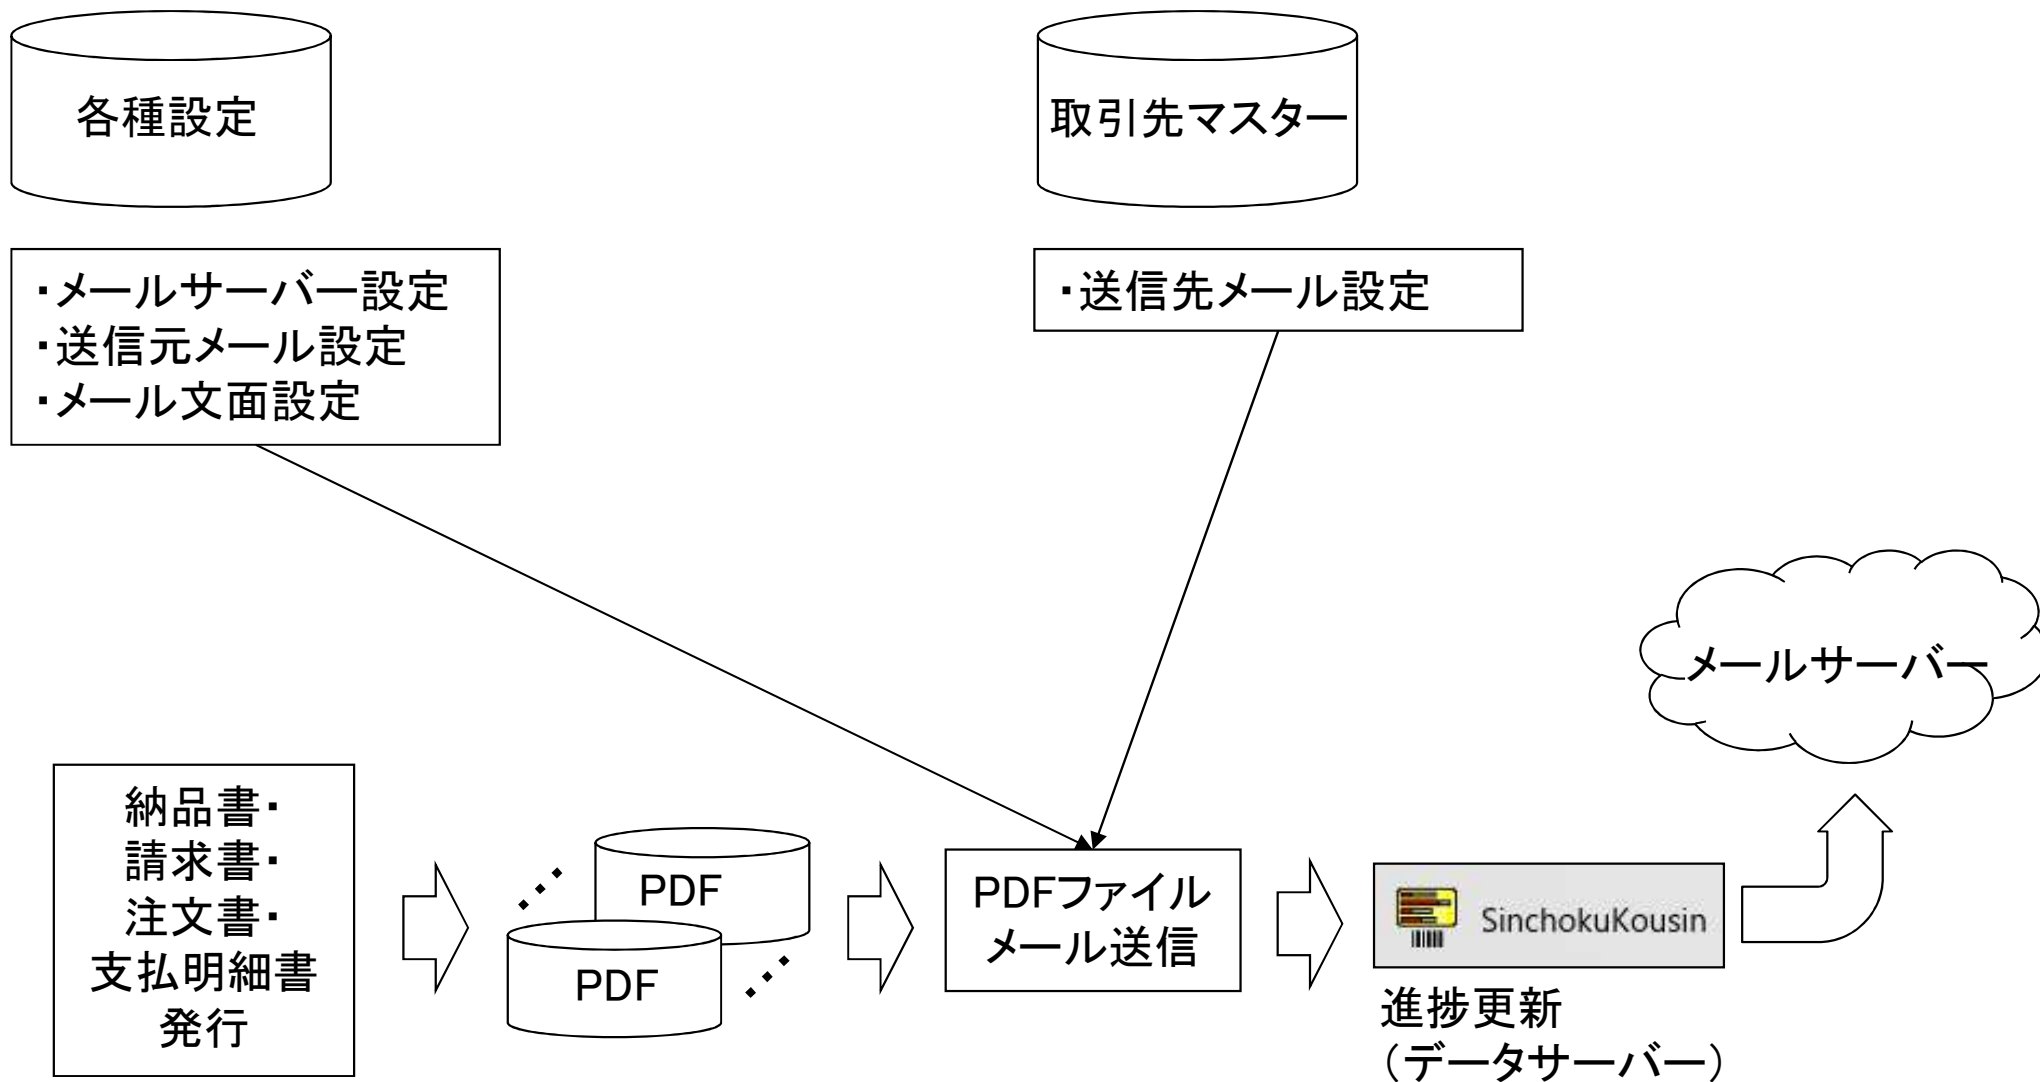 各種設定
取引先マスター
・メールサーバー設定
・送信元メール設定
・メール文面設定
・送信先メール設定
メールサーバー
納品書・
請求書・
注文書・
支払明細書
発行
PDF
PDF
PDFファイル
メール送信
SinchokuKousin
進捗更新
（データサーバー）